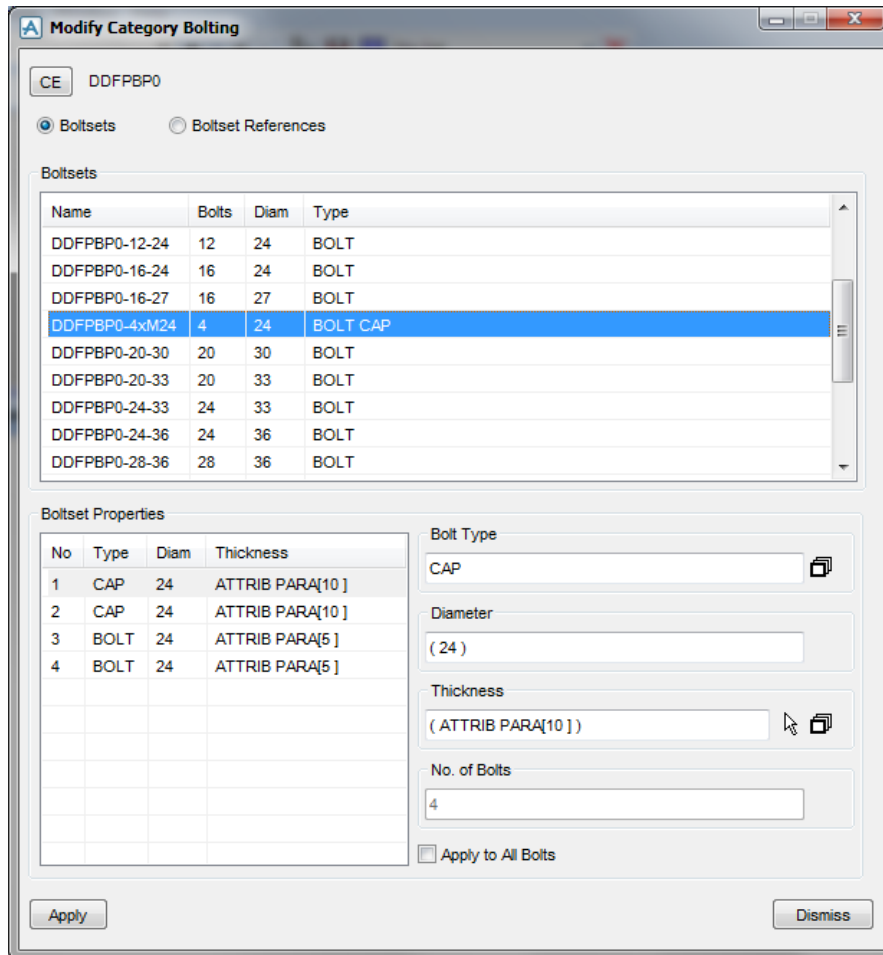 Modify Category Bolting
CE DDFPBP0
Boltsets Boltset References
Boltsets
Name Bolts Diam Type
DDFPBP0-12-24 12 24 BOLT
DDFPBP0-16-24 16 24 BOLT
DDFPBP0-16-27 16 27 BOLT
DDFPBP0-4xM24 4 24 BOLT CAP
DDFPBP0-20-30 20 30 BOLT
DDFPBP0-20-33 20 33 BOLT
DDFPBP0-24-33 24 33 BOLT
DDFPBP0-24-36 24 36 BOLT
DDFPBP0-28-36 28 36 BOLT
Boltset Properties
No Type Diam Thickness
1 CAP 24 ATTRIB PARA[10 ]
2 CAP 24 ATTRIB PARA[10 ]
3 BOLT 24 ATTRIB PARA[5 ]
4 BOLT 24 ATTRIB PARA[5 ]
Bolt Type
CAP
Diameter
( 24 )
Thickness
( ATTRIB PARA[10 ] )
No. of Bolts
4
Apply to All Bolts
Apply Dismiss